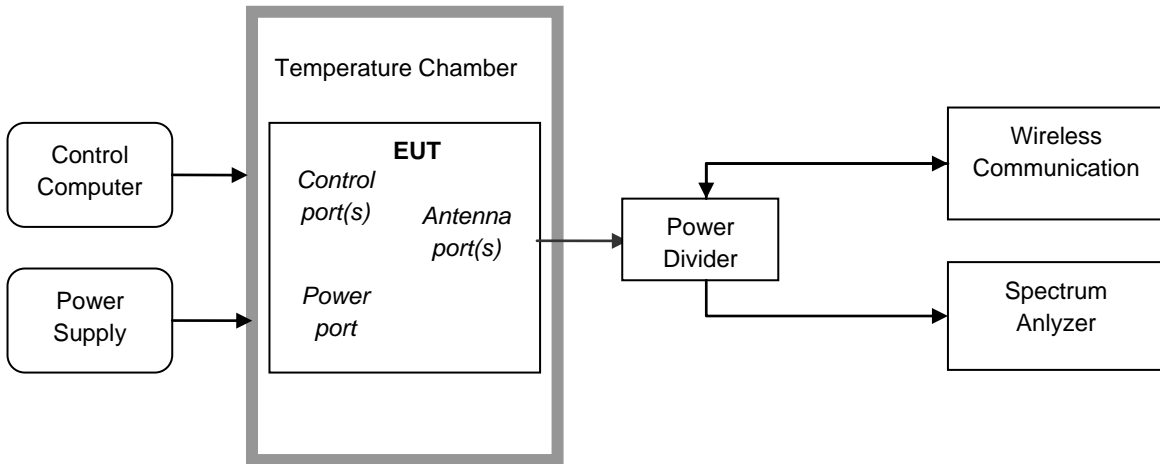 Temperature Chamber
Control
Computer
Power
Supply
EUT
Control
port(s)
Antenna
port(s)
Power
port
Power
Divider
Wireless
Communication
Spectrum
Anlyzer